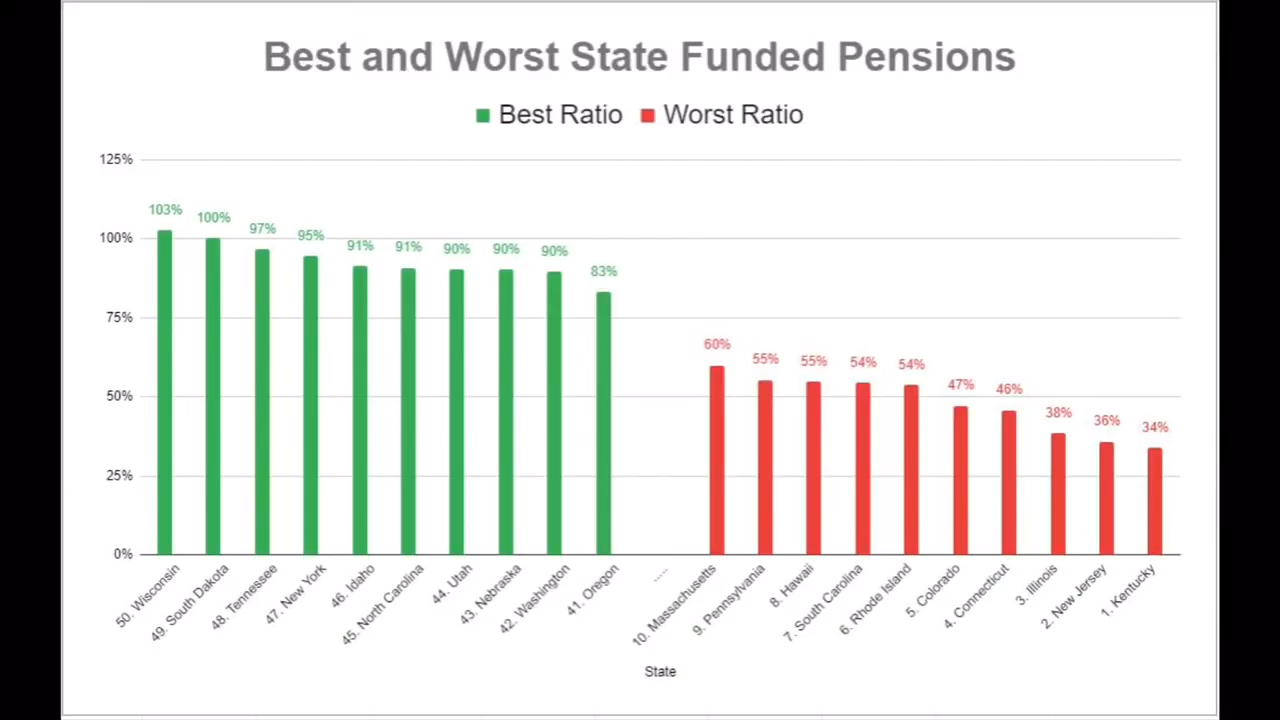 Best and Worst State Funded Pensions
Best Ratio Worst Ratio
125%
100%
75%
50%
25%
0%
103%
100%
97%
95%
91%
91%
90%
90%
90%
83%
60%
55%
55%
54%
54%
47%
46%
38%
36%
34%
50. Wisconsin
49. South Dakota
48. Tennessee
47. New York
46. Idaho
45. North Carolina
44. Utah
43. Nebraska
42. Washington
41. Oregon
....
10. Massachusetts
9. Pennsylvania
8. Hawaii
7. South Carolina
6. Rhode Island
5. Colorado
4. Connecticut
3. Illinois
2. New Jersey
1. Kentucky
State